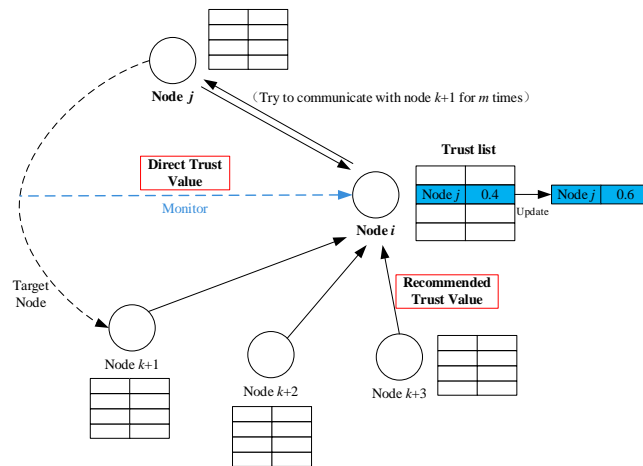 Node j
（Try to communicate with node k+1 for m times）
Direct Trust
Value
Monitor
Trust list
Node j 0.4
Update
Node j 0.6
Node i
Target
Node
Recommended
Trust Value
Node k+1
Node k+2
Node k+3